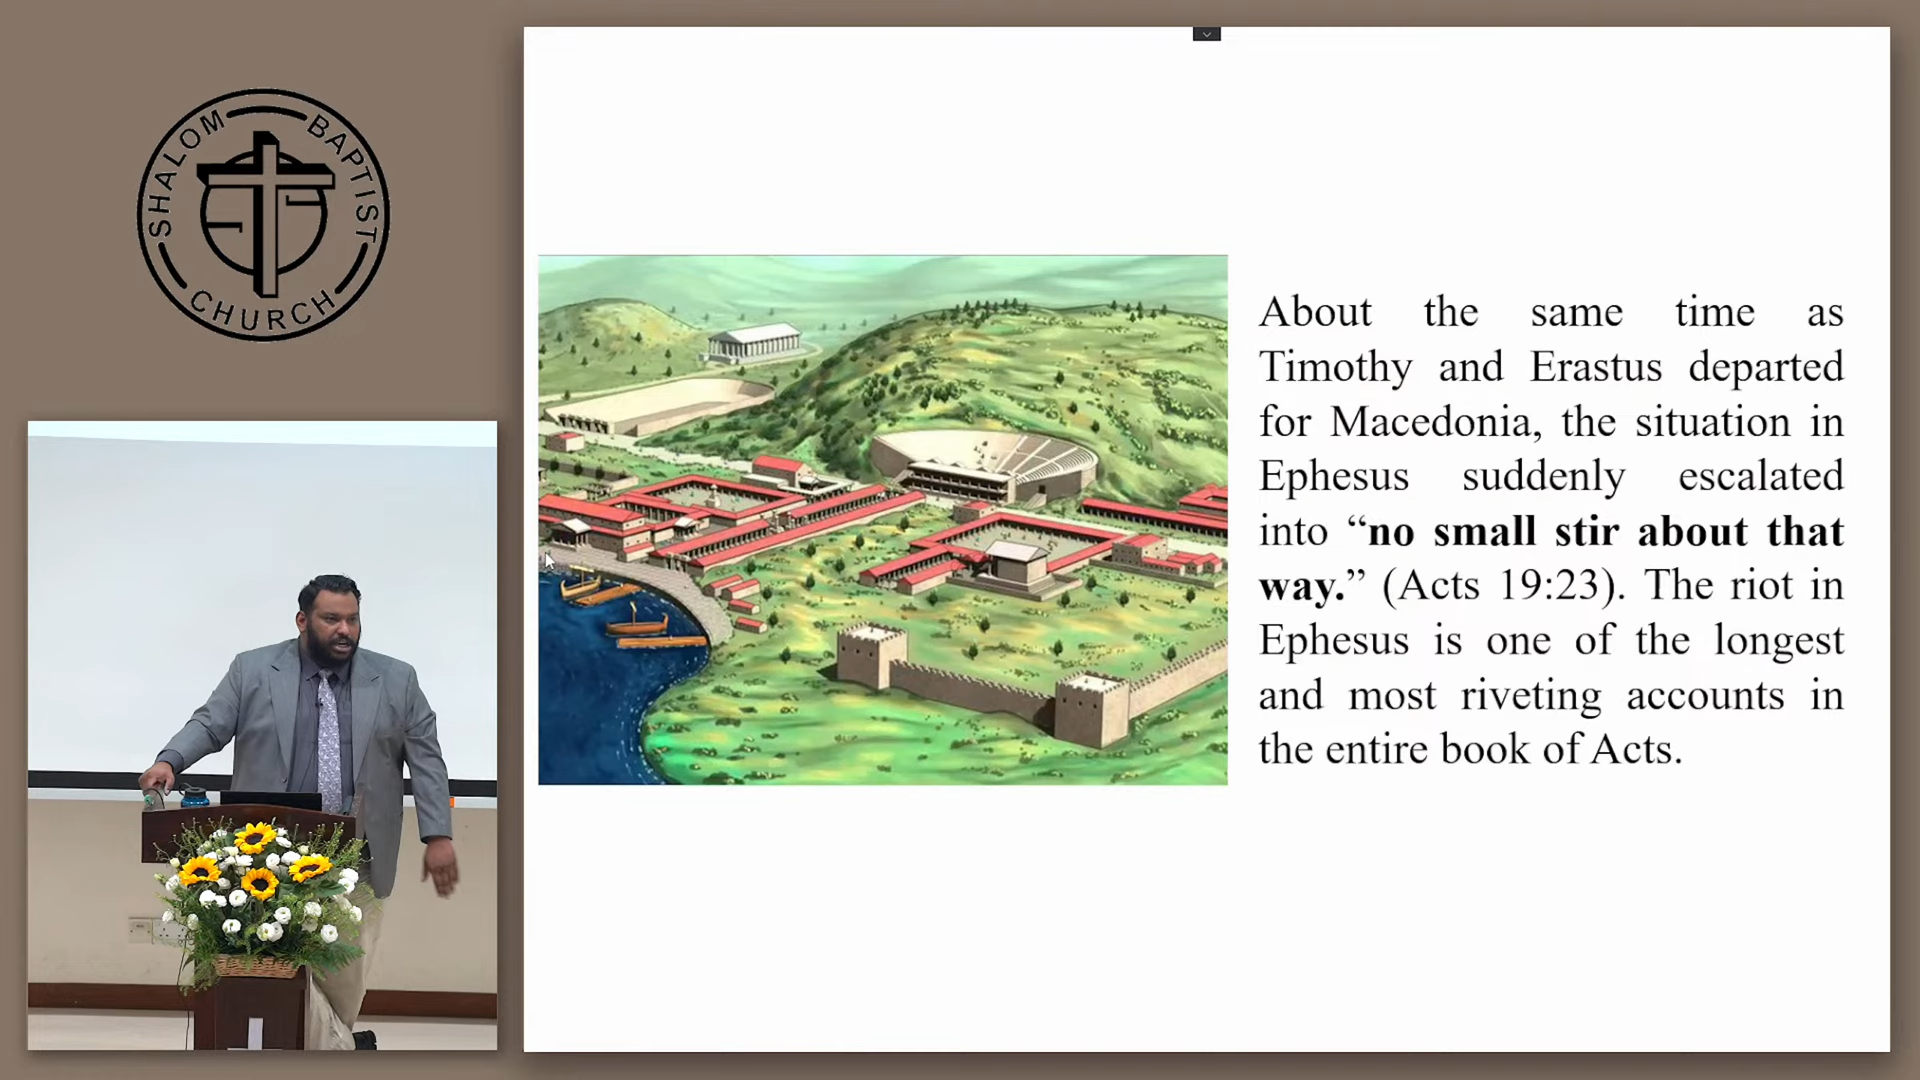 SHALOM BAPTIST CHURCH
About the same time as
Timothy and Erastus departed
for Macedonia, the situation in
Ephesus suddenly escalated
into “no small stir about that
way.” (Acts 19:23). The riot in
Ephesus is one of the longest
and most riveting accounts in
the entire book of Acts.